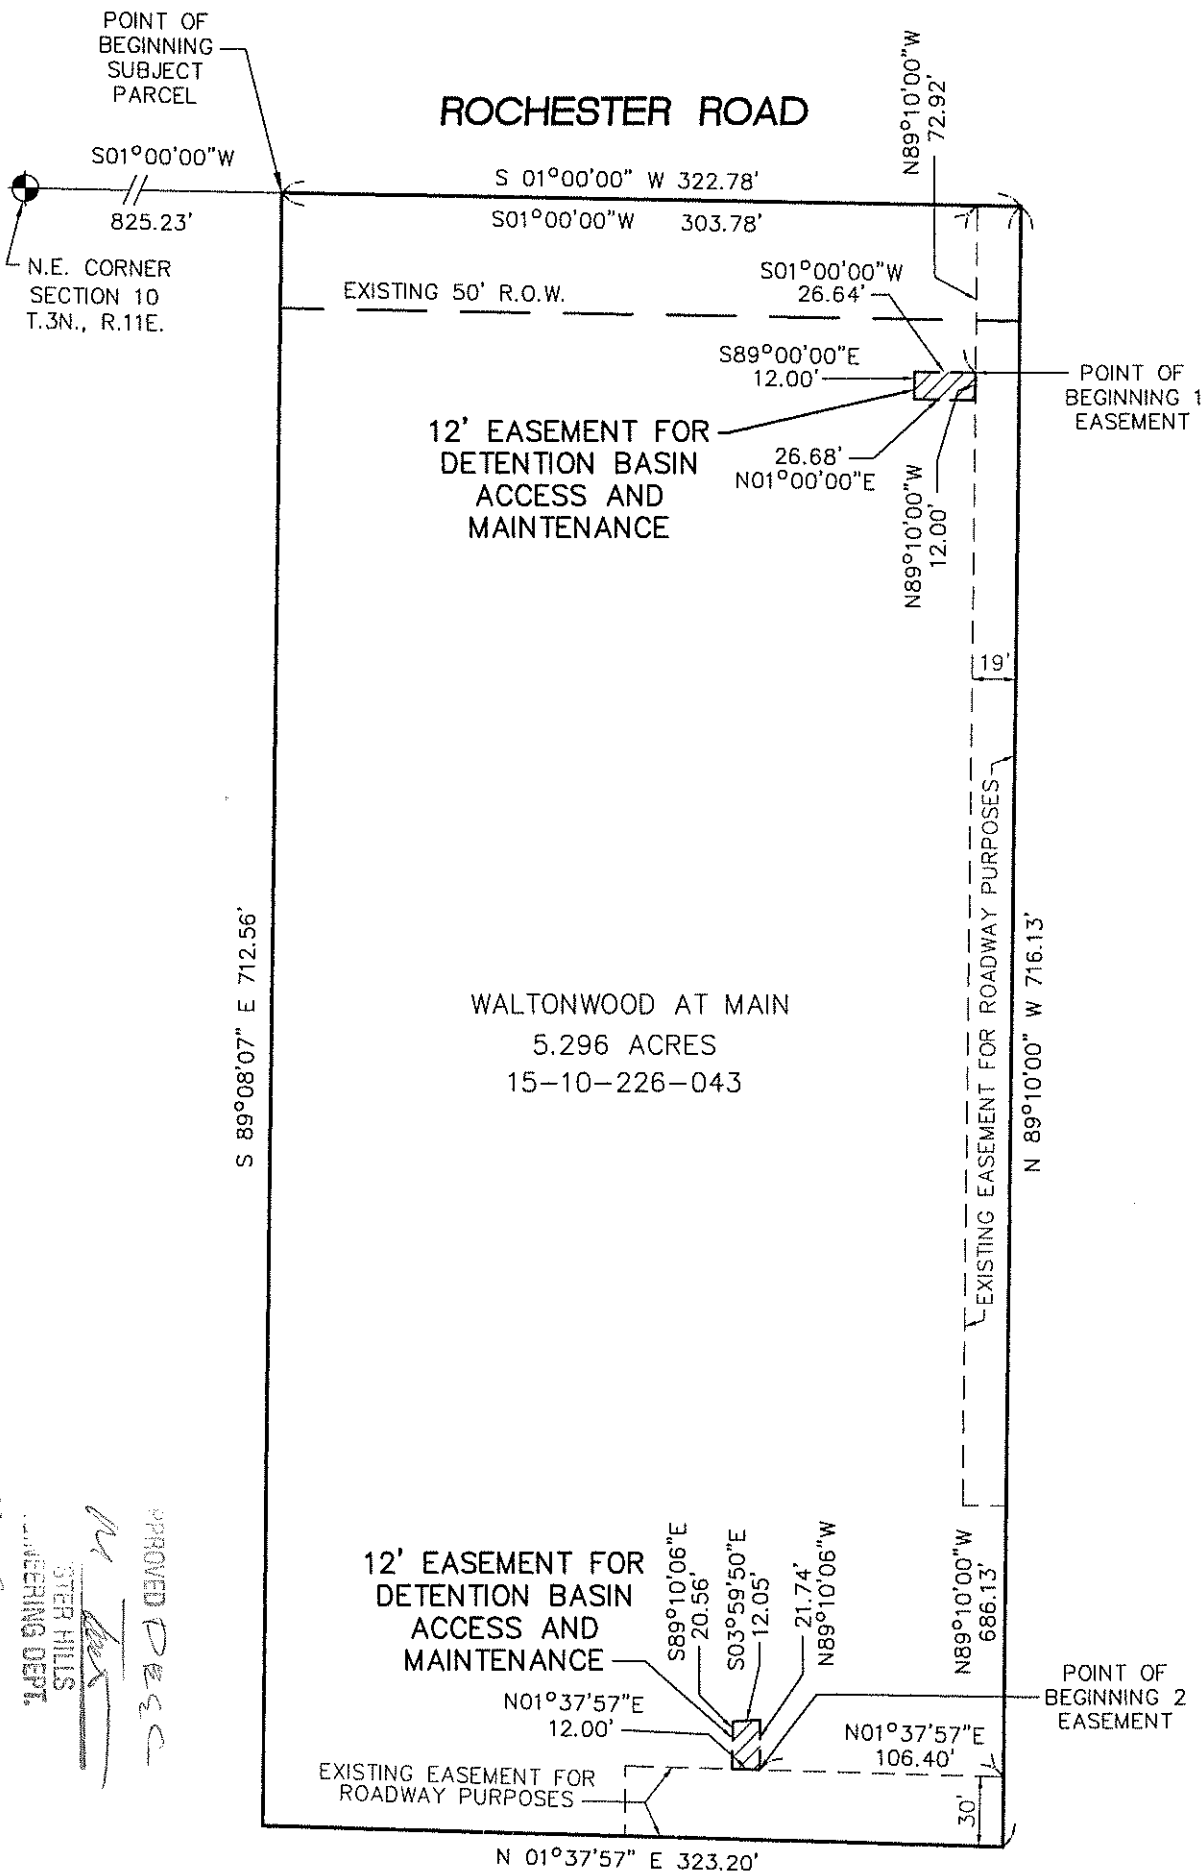 POINT OF
BEGINNING
SUBJECT
PARCEL
ROCHESTER ROAD
N89°10'00"W
72.92'
S01°00'00"W
825.23'
S 01°00'00" W 322.78'
S01°00'00"W 303.78'
N.E. CORNER
SECTION 10
T.3N., R.11E.
EXISTING 50' R.O.W.
S01°00'00"W
26.64'
S89°00'00"E
12.00'
POINT OF
BEGINNING 1
EASEMENT
12' EASEMENT FOR
DETENTION BASIN
ACCESS AND
MAINTENANCE
26.68'
N01°00'00"E
N89°10'00"W
12.00'
19'
EXISTING EASEMENT FOR ROADWAY PURPOSES
S 89°08'07" E 712.56'
N 89°10'00" W 716.13'
WALTONWOOD AT MAIN
5.296 ACRES
15-10-226-043
12' EASEMENT FOR
DETENTION BASIN
ACCESS AND
MAINTENANCE
S89°10'06"E
20.56'
S03°59'50"E
12.05'
21.74'
N89°10'06"W
N89°10'00"W
686.13'
POINT OF
BEGINNING 2
EASEMENT
N01°37'57"E
12.00'
N01°37'57"E
106.40'
EXISTING EASEMENT FOR
ROADWAY PURPOSES
30'
N 01°37'57" E 323.20'
HILLS
DEPT.